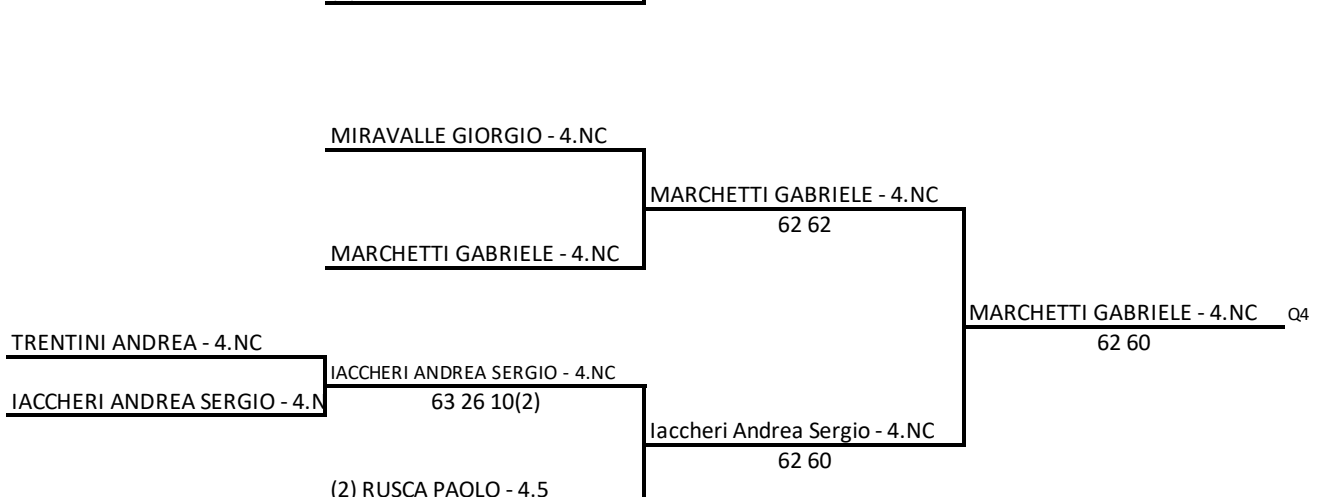 MIRAVALLE GIORGIO - 4.NC
MARCHETTI GABRIELE - 4.NC
62 62
MARCHETTI GABRIELE - 4.NC
MARCHETTI GABRIELE - 4.NC Q4
62 60
TRENTINI ANDREA - 4.NC
IACCHERI ANDREA SERGIO - 4.NC
63 26 10(2)
IACCHERI ANDREA SERGIO - 4.N
Iaccheri Andrea Sergio - 4.NC
62 60
(2) RUSCA PAOLO - 4.5